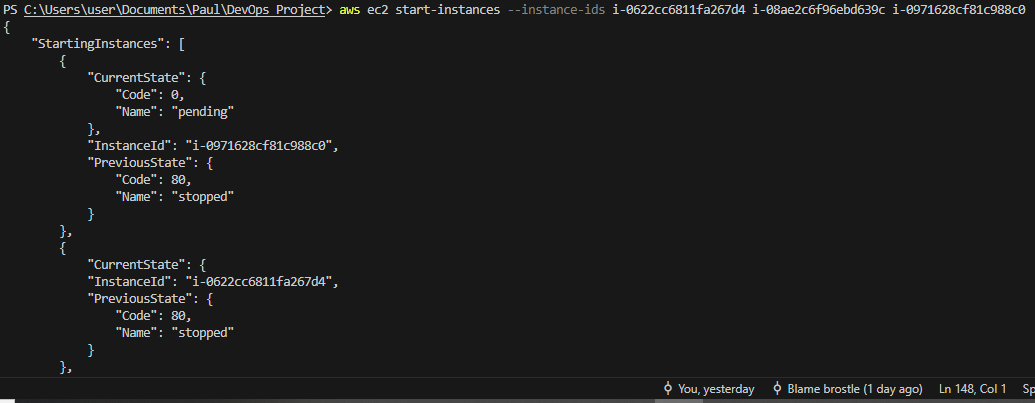 PS C:\Users\user\Documents\Paul\DevOps Project> aws ec2 start-instances --instance-ids i-0622cc6811fa267d4 i-08ae2c6f96ebd639c i-0971628cf81c988c0
{
    "StartingInstances": [
        {
            "CurrentState": {
                "Code": 0,
                "Name": "pending"
            },
            "InstanceId": "i-0971628cf81c988c0",
            "PreviousState": {
                "Code": 80,
                "Name": "stopped"
            }
        },
        {
            "CurrentState": {
            "InstanceId": "i-0622cc6811fa267d4",
            "PreviousState": {
                "Code": 80,
                "Name": "stopped"
            }
        },
You, yesterday Blame brostle (1 day ago) Ln 148, Col 1 Sp